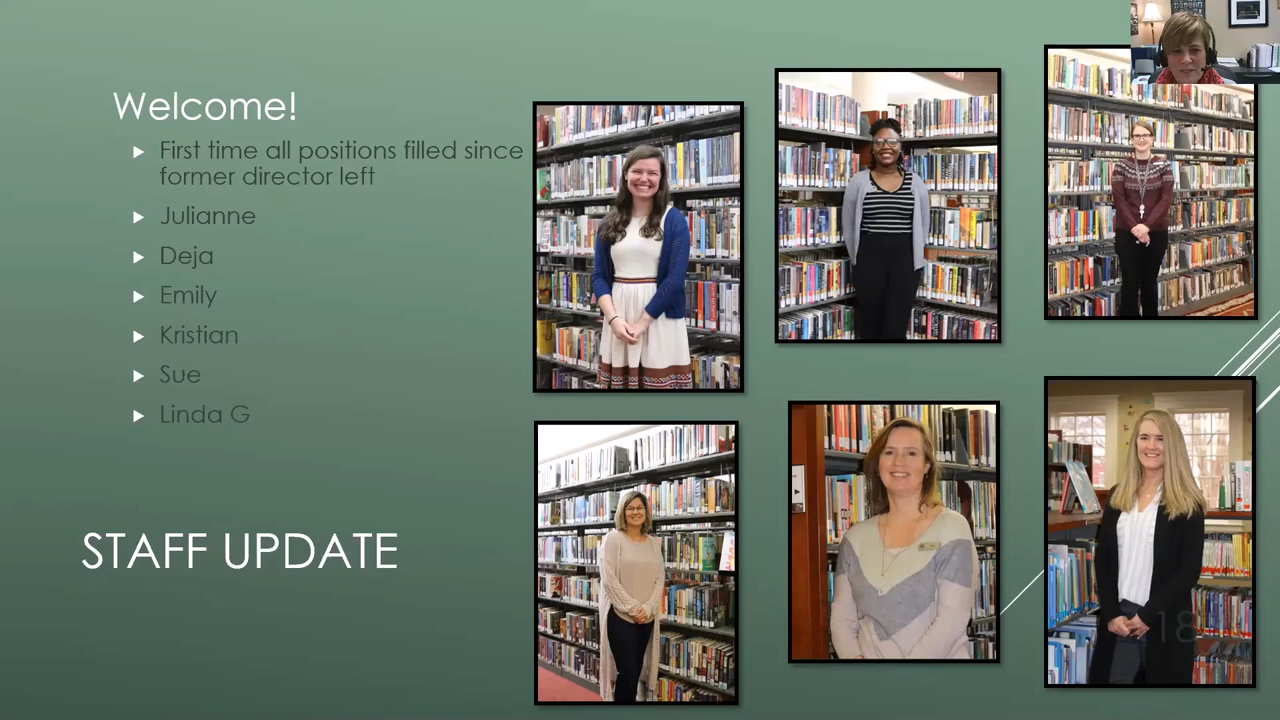 Welcome!
First time all positions filled since
former director left
Julianne
Deja
Emily
Kristian
Sue
Linda G
STAFF UPDATE
18